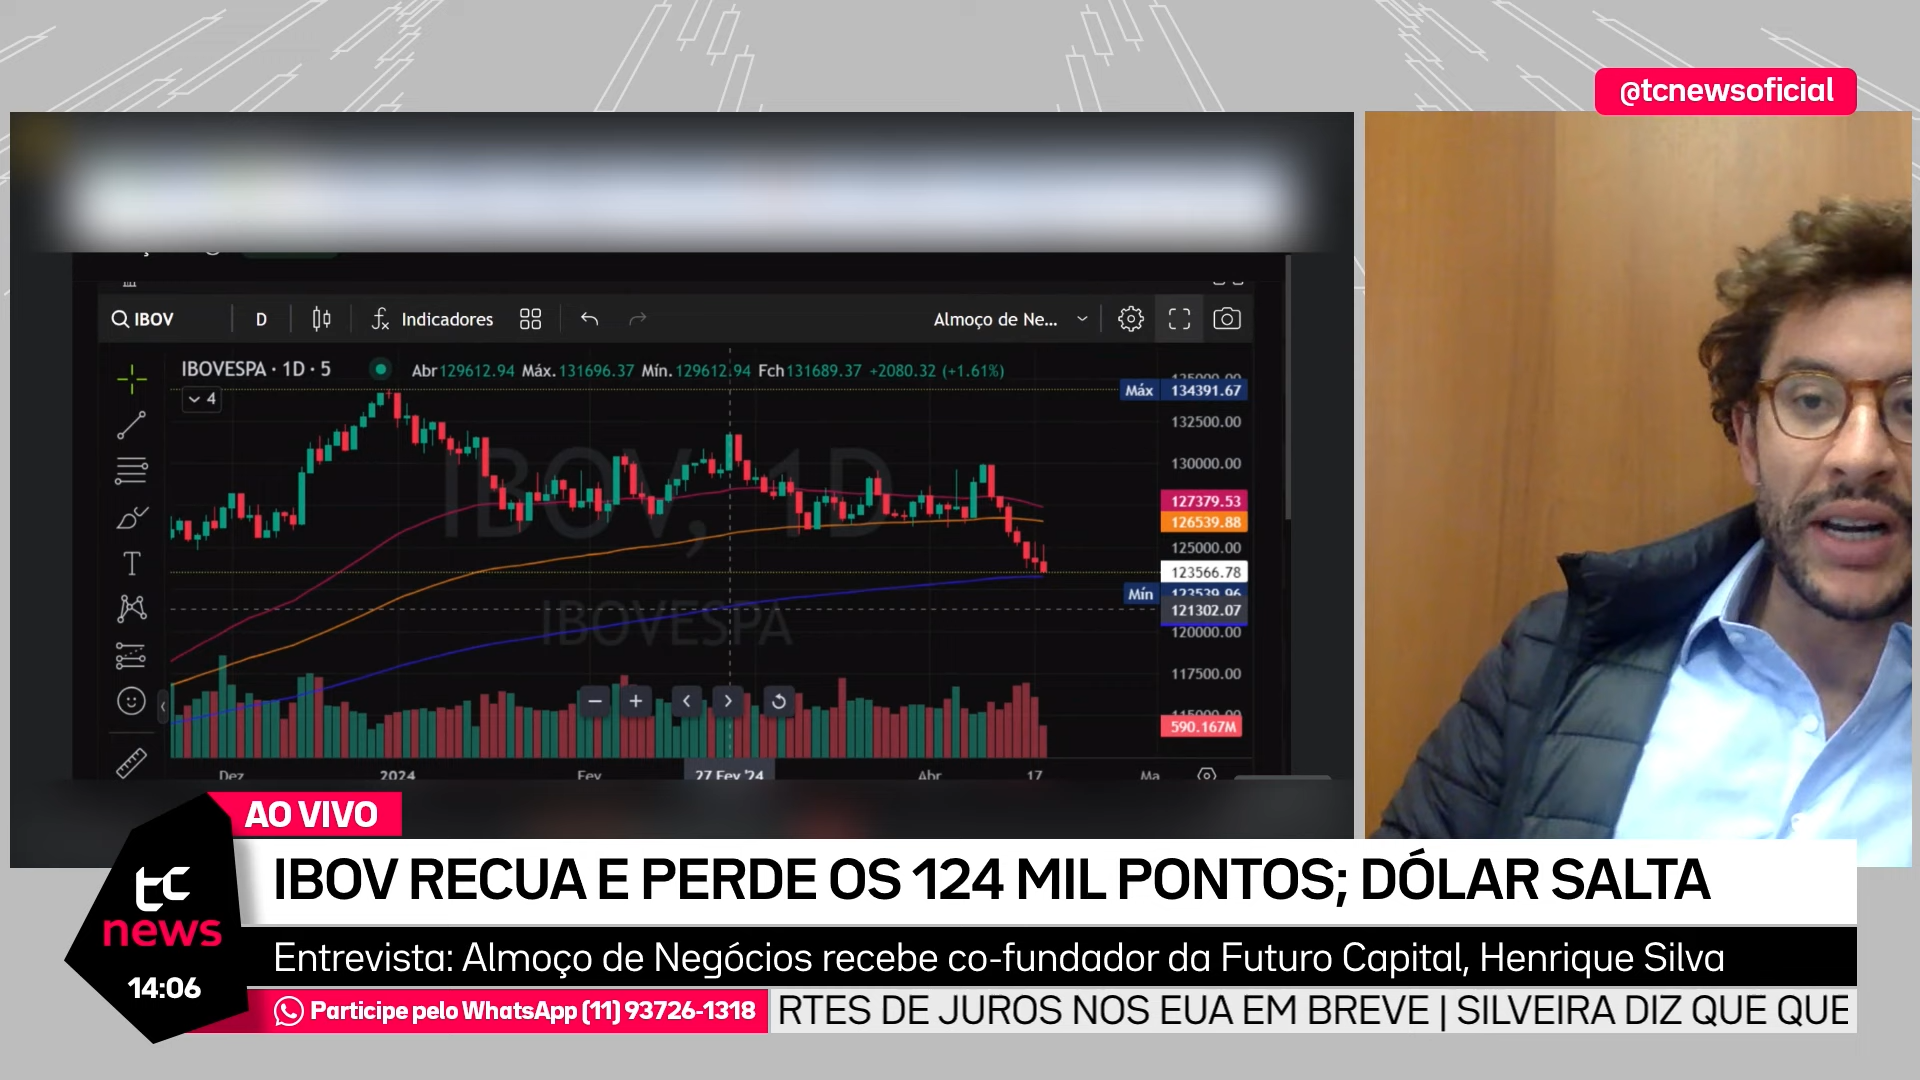 @tcnewsoficial
IBOV D Indicadores Almoço de Ne...
IBOVESPA · 1D · 5 Abr129612.94 Máx.131696.37 Mín.129612.94 Fch131689.37 +2080.32 (+1.61%)
4
Máx 134391.67
132500.00
130000.00
127379.53
126539.88
125000.00
123566.78
Mín 123539.96
121302.07
120000.00
117500.00
590.167M
IBOV, 1D
IBOVESPA
Dez 2024 Fev 27 Fev '24 Abr 17 Ma
AO VIVO
tc
news
14:06
IBOV RECUA E PERDE OS 124 MIL PONTOS; DÓLAR SALTA
Entrevista: Almoço de Negócios recebe co-fundador da Futuro Capital, Henrique Silva
Participe pelo WhatsApp (11) 93726-1318
RTES DE JUROS NOS EUA EM BREVE | SILVEIRA DIZ QUE QUE